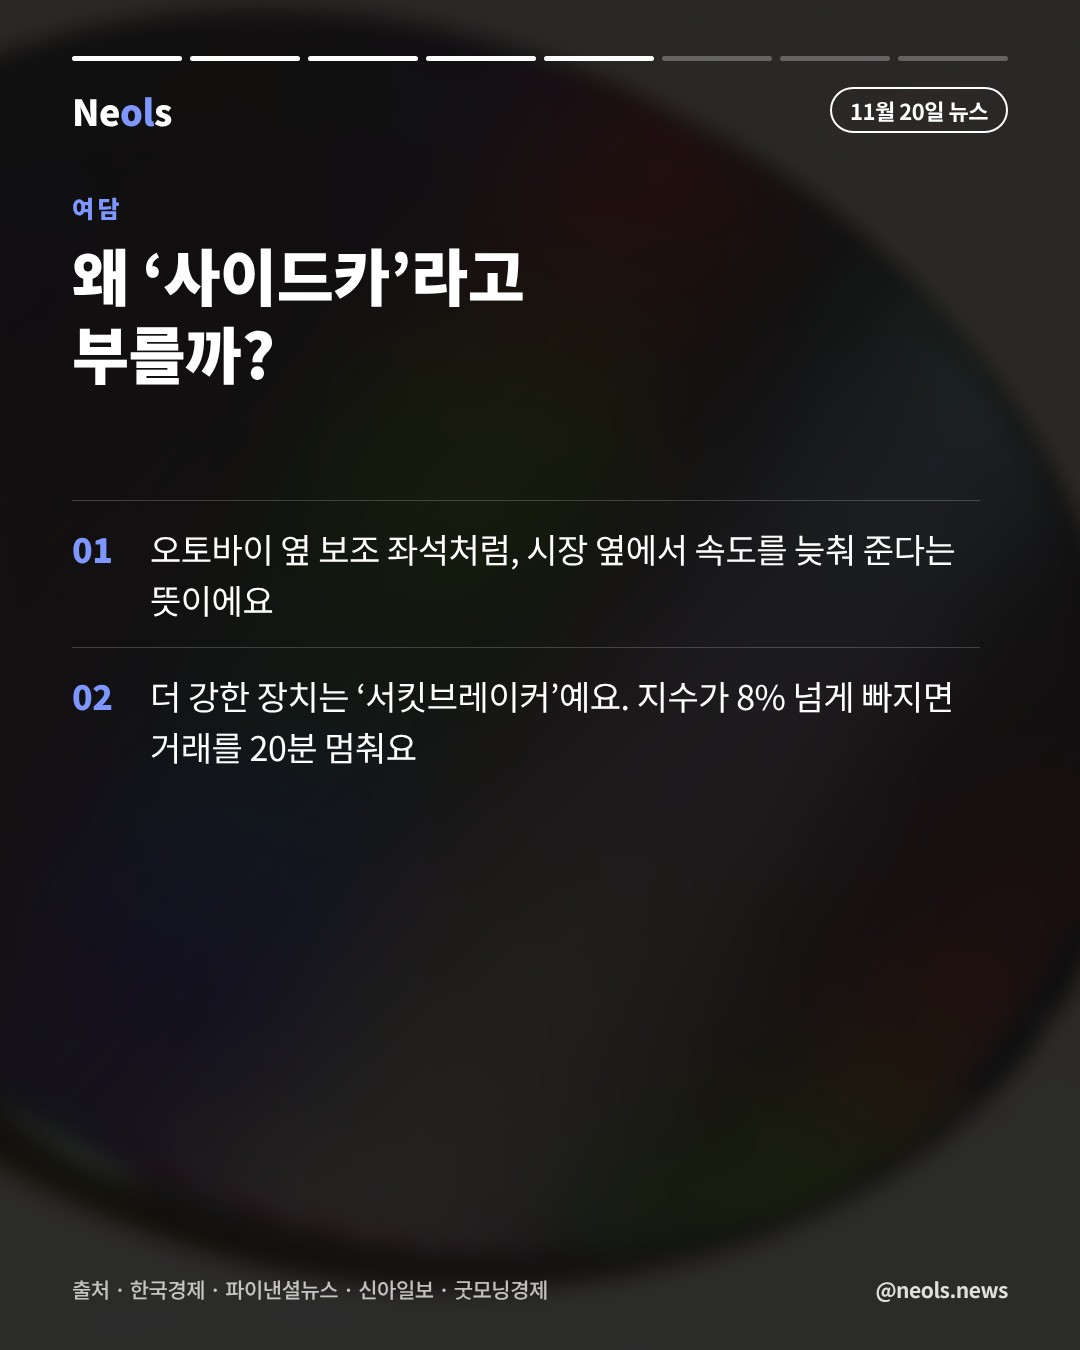 Neols
11월 20일 뉴스
여담
왜 ‘사이드카’라고
부를까?
01 오토바이 옆 보조 좌석처럼, 시장 옆에서 속도를 늦춰 준다는
뜻이에요
02 더 강한 장치는 ‘서킷브레이커’예요. 지수가 8% 넘게 빠지면
거래를 20분 멈춰요
출처 · 한국경제 · 파이낸셜뉴스 · 신아일보 · 굿모닝경제
@neols.news